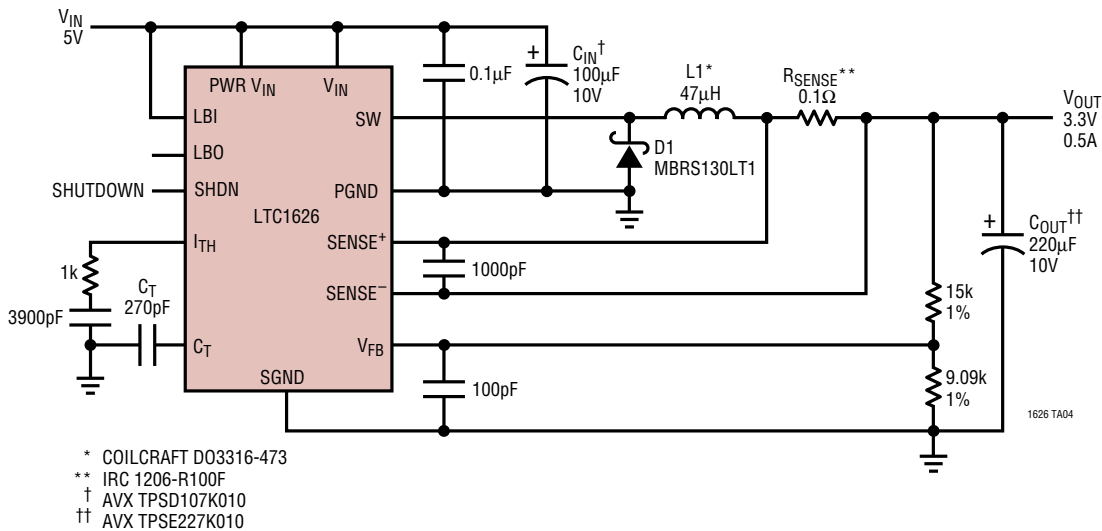 VIN
5V
PWR VIN
VIN
LBI
LBO
SHUTDOWN
SHDN
LTC1626
ITH
1k
3900pF
CT
270pF
CT
SGND
SW
PGND
SENSE+
SENSE−
VFB
0.1µF
CIN†
100µF
10V
+
L1*
47µH
D1
MBRS130LT1
RSENSE**
0.1Ω
VOUT
3.3V
0.5A
1000pF
100pF
+
COUT††
220µF
10V
15k
1%
9.09k
1%
1626 TA04
* COILCRAFT DO3316-473
** IRC 1206-R100F
† AVX TPSD107K010
†† AVX TPSE227K010